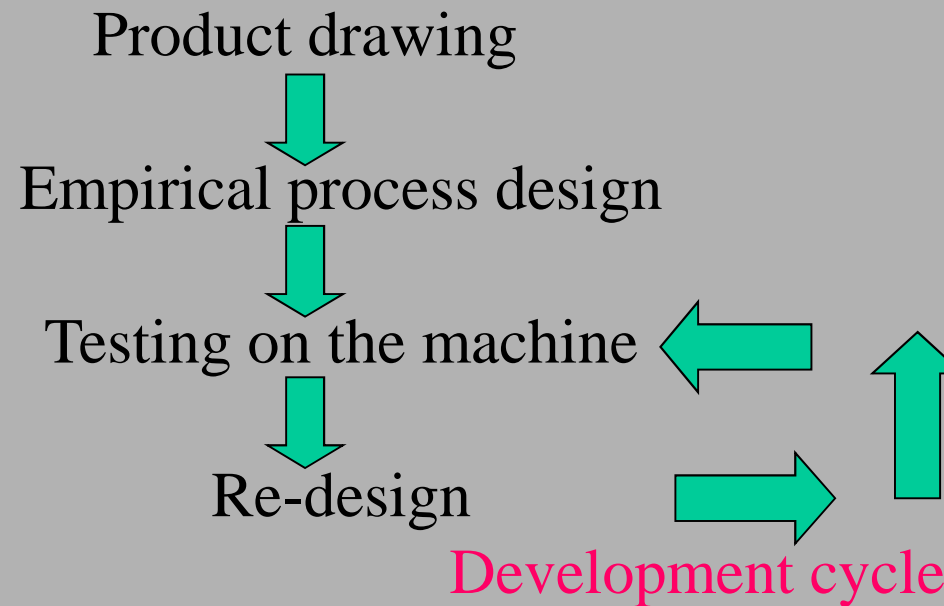 Product drawing
Empirical process design
Testing on the machine
Re-design
Development cycle